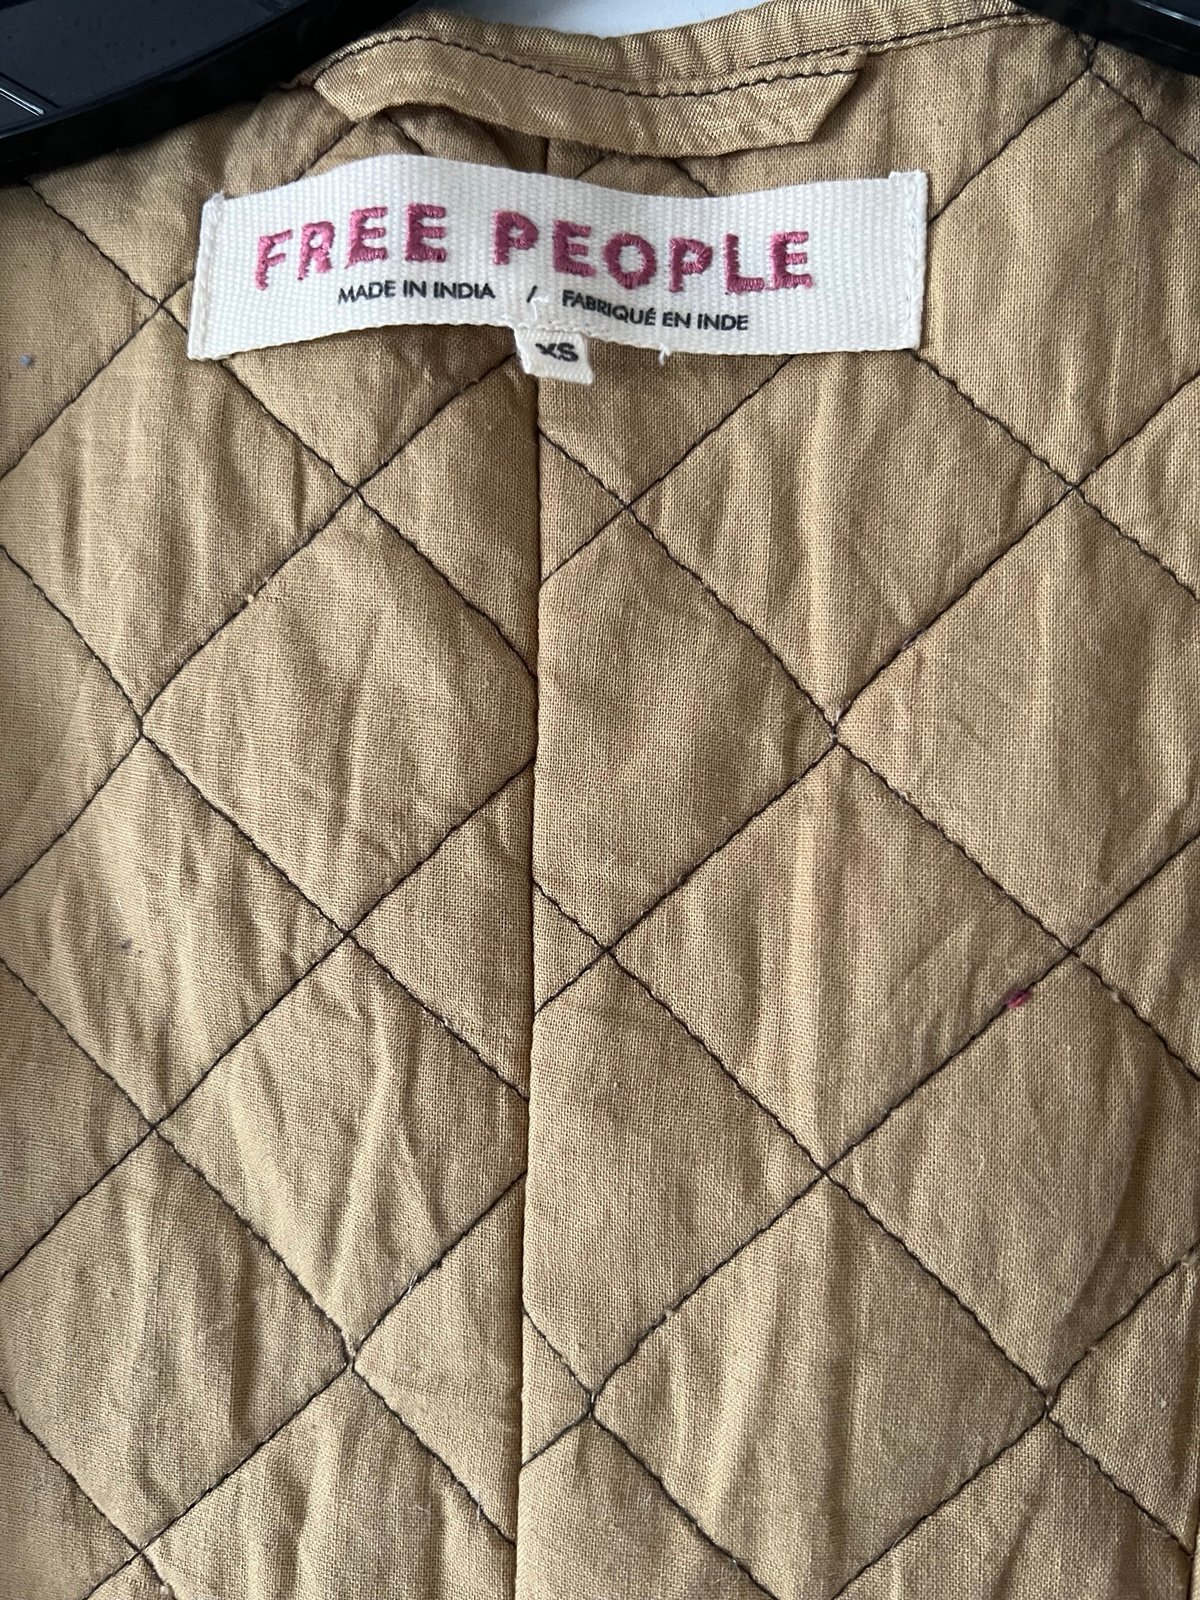 FREE PEOPLE
MADE IN INDIA / FABRIQUÉ EN INDE
XS